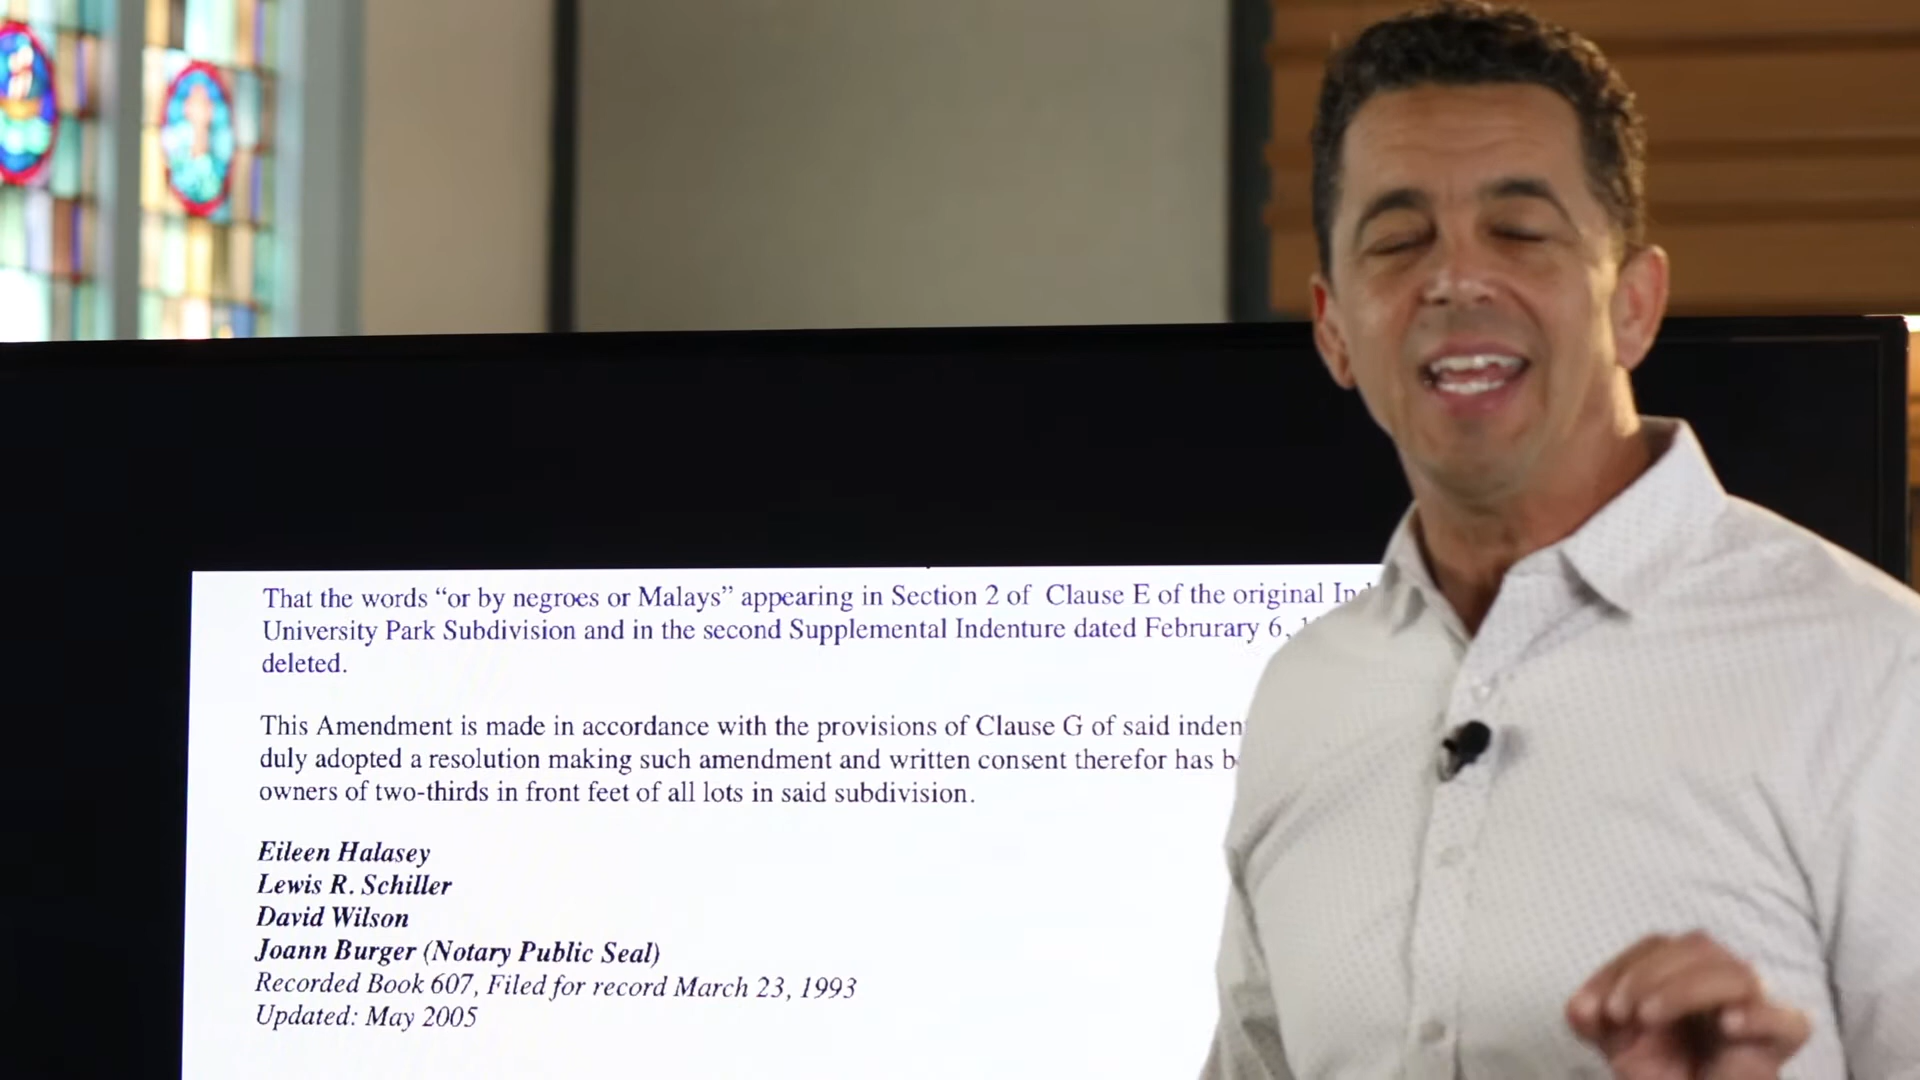 That the words “or by negroes or Malays” appearing in Section 2 of Clause E of the original
University Park Subdivision and in the second Supplemental Indenture dated Februrary 6,
deleted.
This Amendment is made in accordance with the provisions of Clause G of said
duly adopted a resolution making such amendment and written consent therefor has
owners of two-thirds in front feet of all lots in said subdivision.
Eileen Halasey
Lewis R. Schiller
David Wilson
Joann Burger (Notary Public Seal)
Recorded Book 607, Filed for record March 23, 1993
Updated: May 2005